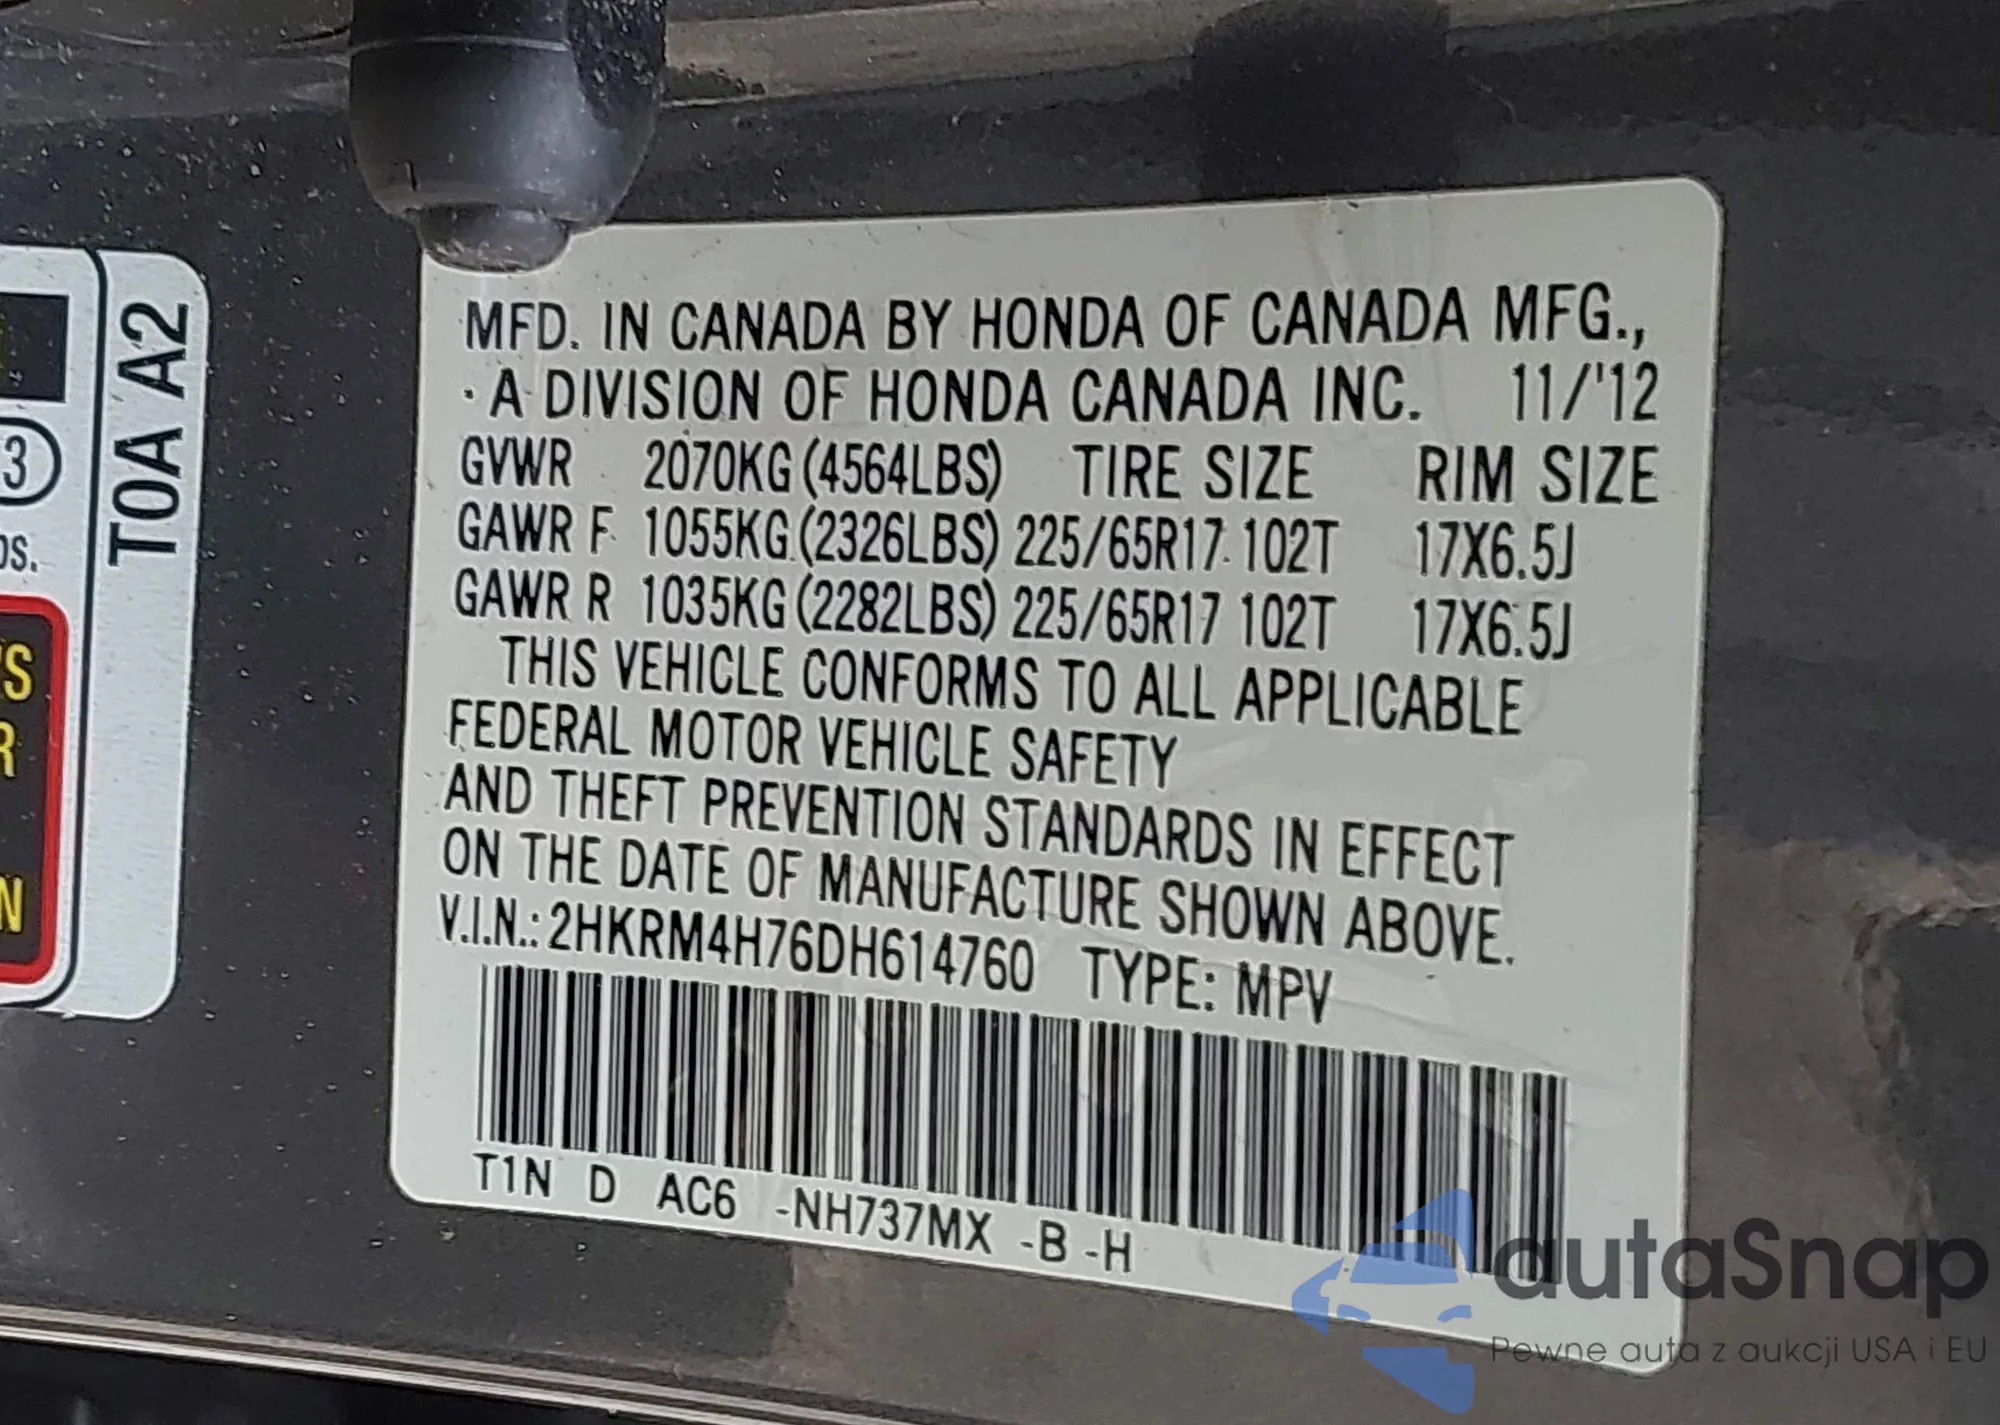 MFD. IN CANADA BY HONDA OF CANADA MFG.,
A DIVISION OF HONDA CANADA INC. 11/'12
GVWR 2070KG (4564LBS) TIRE SIZE RIM SIZE
GAWR F 1055KG (2326LBS) 225/65R17 102T 17X6.5J
GAWR R 1035KG (2282LBS) 225/65R17 102T 17X6.5J
THIS VEHICLE CONFORMS TO ALL APPLICABLE
FEDERAL MOTOR VEHICLE SAFETY
AND THEFT PREVENTION STANDARDS IN EFFECT
ON THE DATE OF MANUFACTURE SHOWN ABOVE.
V.I.N.: 2HKRM4H76DH614760 TYPE: MPV
T1N D AC6 -NH737MX -B -H
T0A A2
3
autaSnap
Pewne auta z aukcji USA i EU